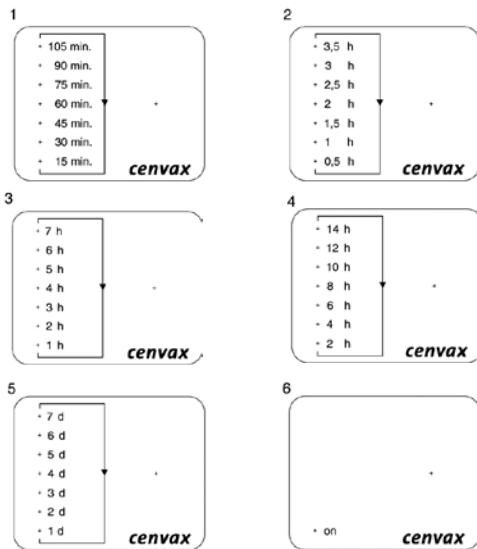 1
105 min.
90 min.
75 min.
60 min.
45 min.
30 min.
15 min.
cenvax
2
3,5 h
3 h
2,5 h
2 h
1,5 h
1 h
0,5 h
cenvax
3
7 h
6 h
5 h
4 h
3 h
2 h
1 h
cenvax
4
14 h
12 h
10 h
8 h
6 h
4 h
2 h
cenvax
5
7 d
6 d
5 d
4 d
3 d
2 d
1 d
cenvax
6
on
cenvax